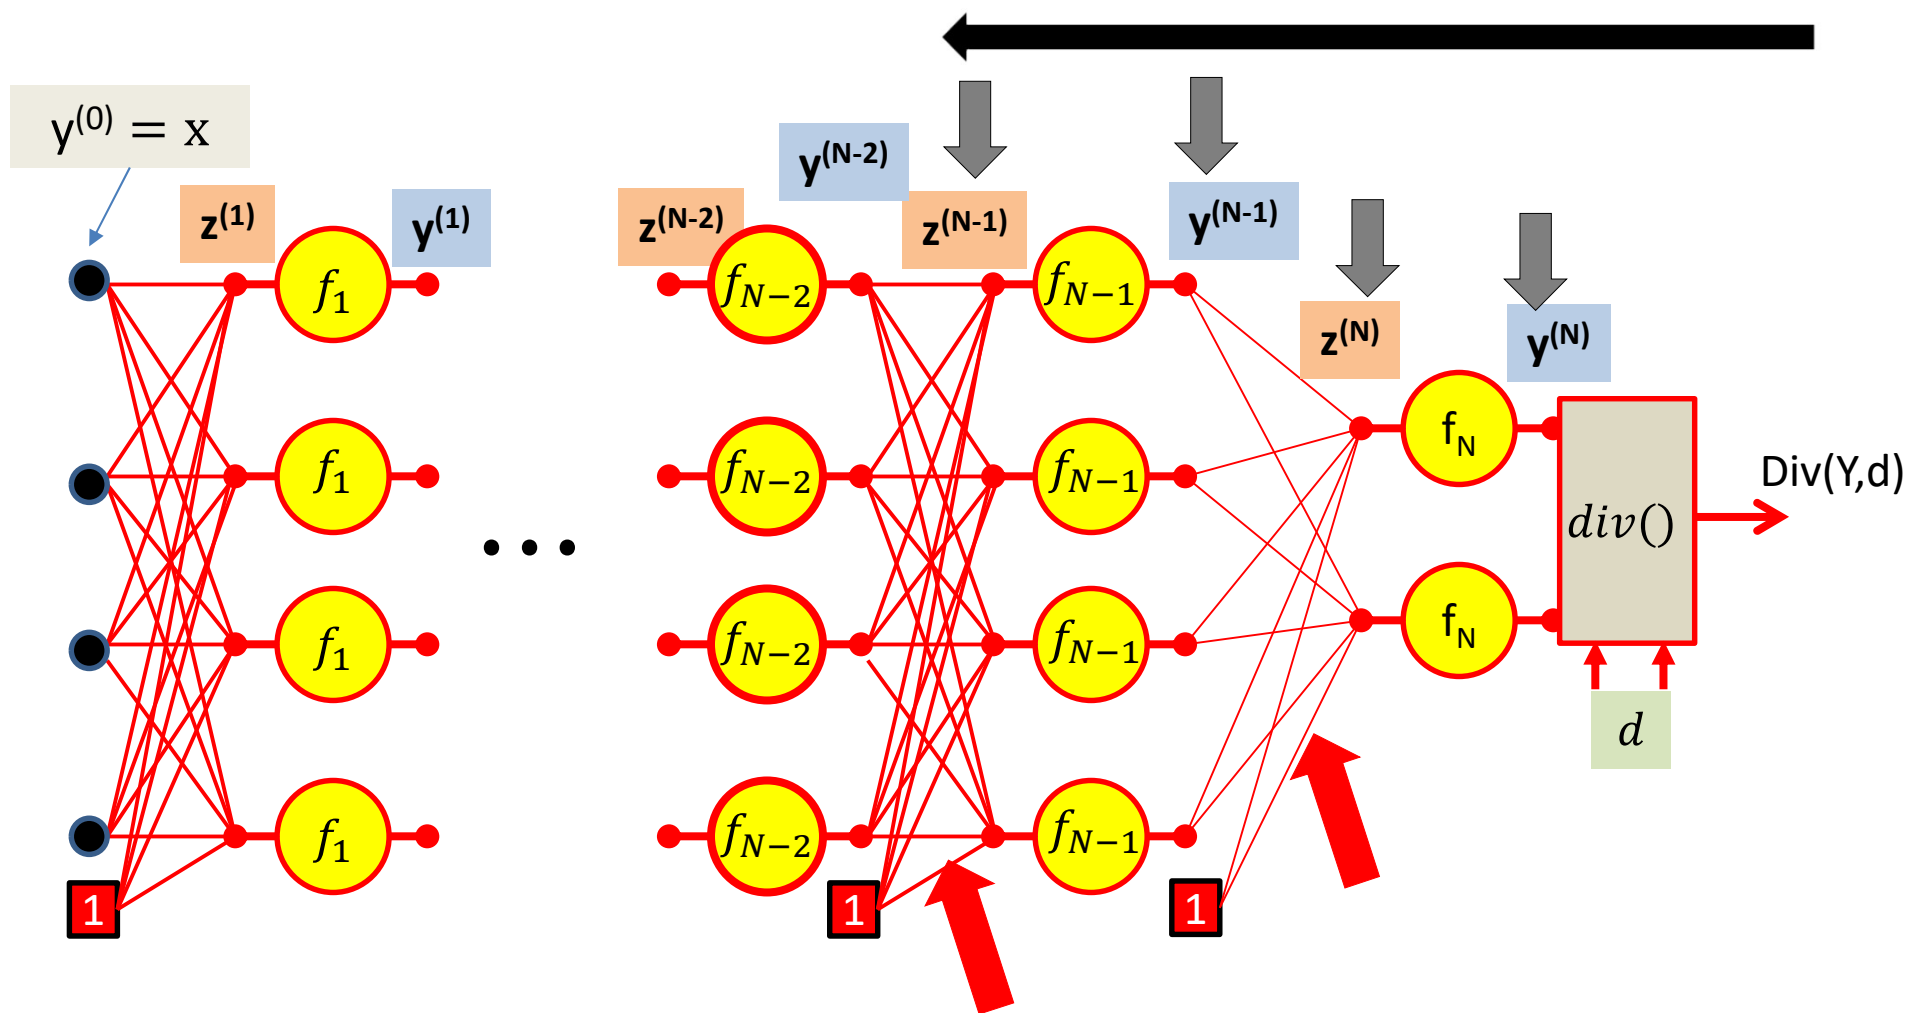 y(0) = x
z(1)
y(1)
z(N-2)
y(N-2)
z(N-1)
y(N-1)
z(N)
y(N)
f1
fN−2
fN−1
f1
fN−2
fN−1
fN
Div(Y,d)
div()
f1
fN−2
fN−1
fN
d
f1
fN−2
fN−1
1
1
1